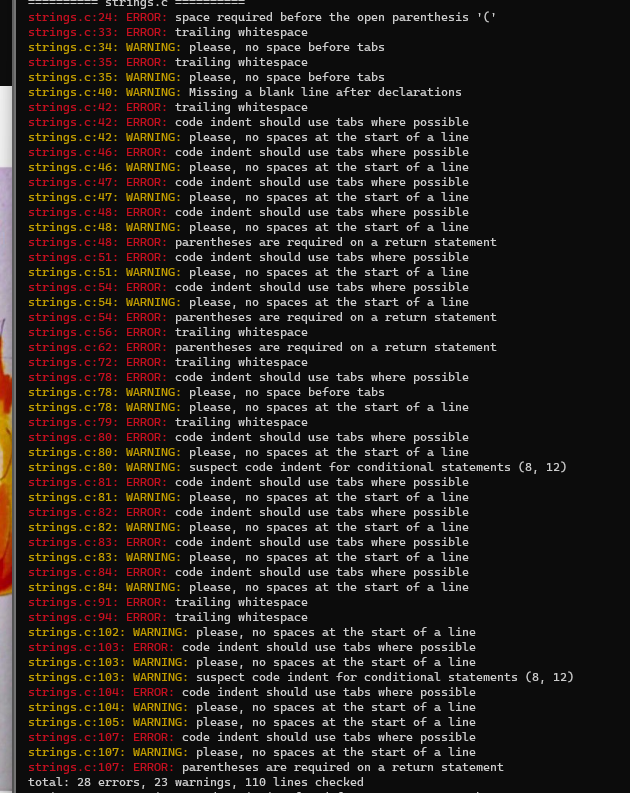 ========== strings.c ==========
strings.c:24: ERROR: space required before the open parenthesis '('
strings.c:33: ERROR: trailing whitespace
strings.c:34: WARNING: please, no space before tabs
strings.c:35: ERROR: trailing whitespace
strings.c:35: WARNING: please, no space before tabs
strings.c:40: WARNING: Missing a blank line after declarations
strings.c:42: ERROR: trailing whitespace
strings.c:42: ERROR: code indent should use tabs where possible
strings.c:42: WARNING: please, no spaces at the start of a line
strings.c:46: ERROR: code indent should use tabs where possible
strings.c:46: WARNING: please, no spaces at the start of a line
strings.c:47: ERROR: code indent should use tabs where possible
strings.c:47: WARNING: please, no spaces at the start of a line
strings.c:48: ERROR: code indent should use tabs where possible
strings.c:48: WARNING: please, no spaces at the start of a line
strings.c:48: ERROR: parentheses are required on a return statement
strings.c:51: ERROR: code indent should use tabs where possible
strings.c:51: WARNING: please, no spaces at the start of a line
strings.c:54: ERROR: code indent should use tabs where possible
strings.c:54: WARNING: please, no spaces at the start of a line
strings.c:54: ERROR: parentheses are required on a return statement
strings.c:56: ERROR: trailing whitespace
strings.c:62: ERROR: parentheses are required on a return statement
strings.c:72: ERROR: trailing whitespace
strings.c:78: ERROR: code indent should use tabs where possible
strings.c:78: WARNING: please, no space before tabs
strings.c:78: WARNING: please, no spaces at the start of a line
strings.c:79: ERROR: trailing whitespace
strings.c:80: ERROR: code indent should use tabs where possible
strings.c:80: WARNING: please, no spaces at the start of a line
strings.c:80: WARNING: suspect code indent for conditional statements (8, 12)
strings.c:81: ERROR: code indent should use tabs where possible
strings.c:81: WARNING: please, no spaces at the start of a line
strings.c:82: ERROR: code indent should use tabs where possible
strings.c:82: WARNING: please, no spaces at the start of a line
strings.c:83: ERROR: code indent should use tabs where possible
strings.c:83: WARNING: please, no spaces at the start of a line
strings.c:84: ERROR: code indent should use tabs where possible
strings.c:84: WARNING: please, no spaces at the start of a line
strings.c:91: ERROR: trailing whitespace
strings.c:94: ERROR: trailing whitespace
strings.c:102: WARNING: please, no spaces at the start of a line
strings.c:103: ERROR: code indent should use tabs where possible
strings.c:103: WARNING: please, no spaces at the start of a line
strings.c:103: WARNING: suspect code indent for conditional statements (8, 12)
strings.c:104: ERROR: code indent should use tabs where possible
strings.c:104: WARNING: please, no spaces at the start of a line
strings.c:105: WARNING: please, no spaces at the start of a line
strings.c:107: ERROR: code indent should use tabs where possible
strings.c:107: WARNING: please, no spaces at the start of a line
strings.c:107: ERROR: parentheses are required on a return statement
total: 28 errors, 23 warnings, 110 lines checked